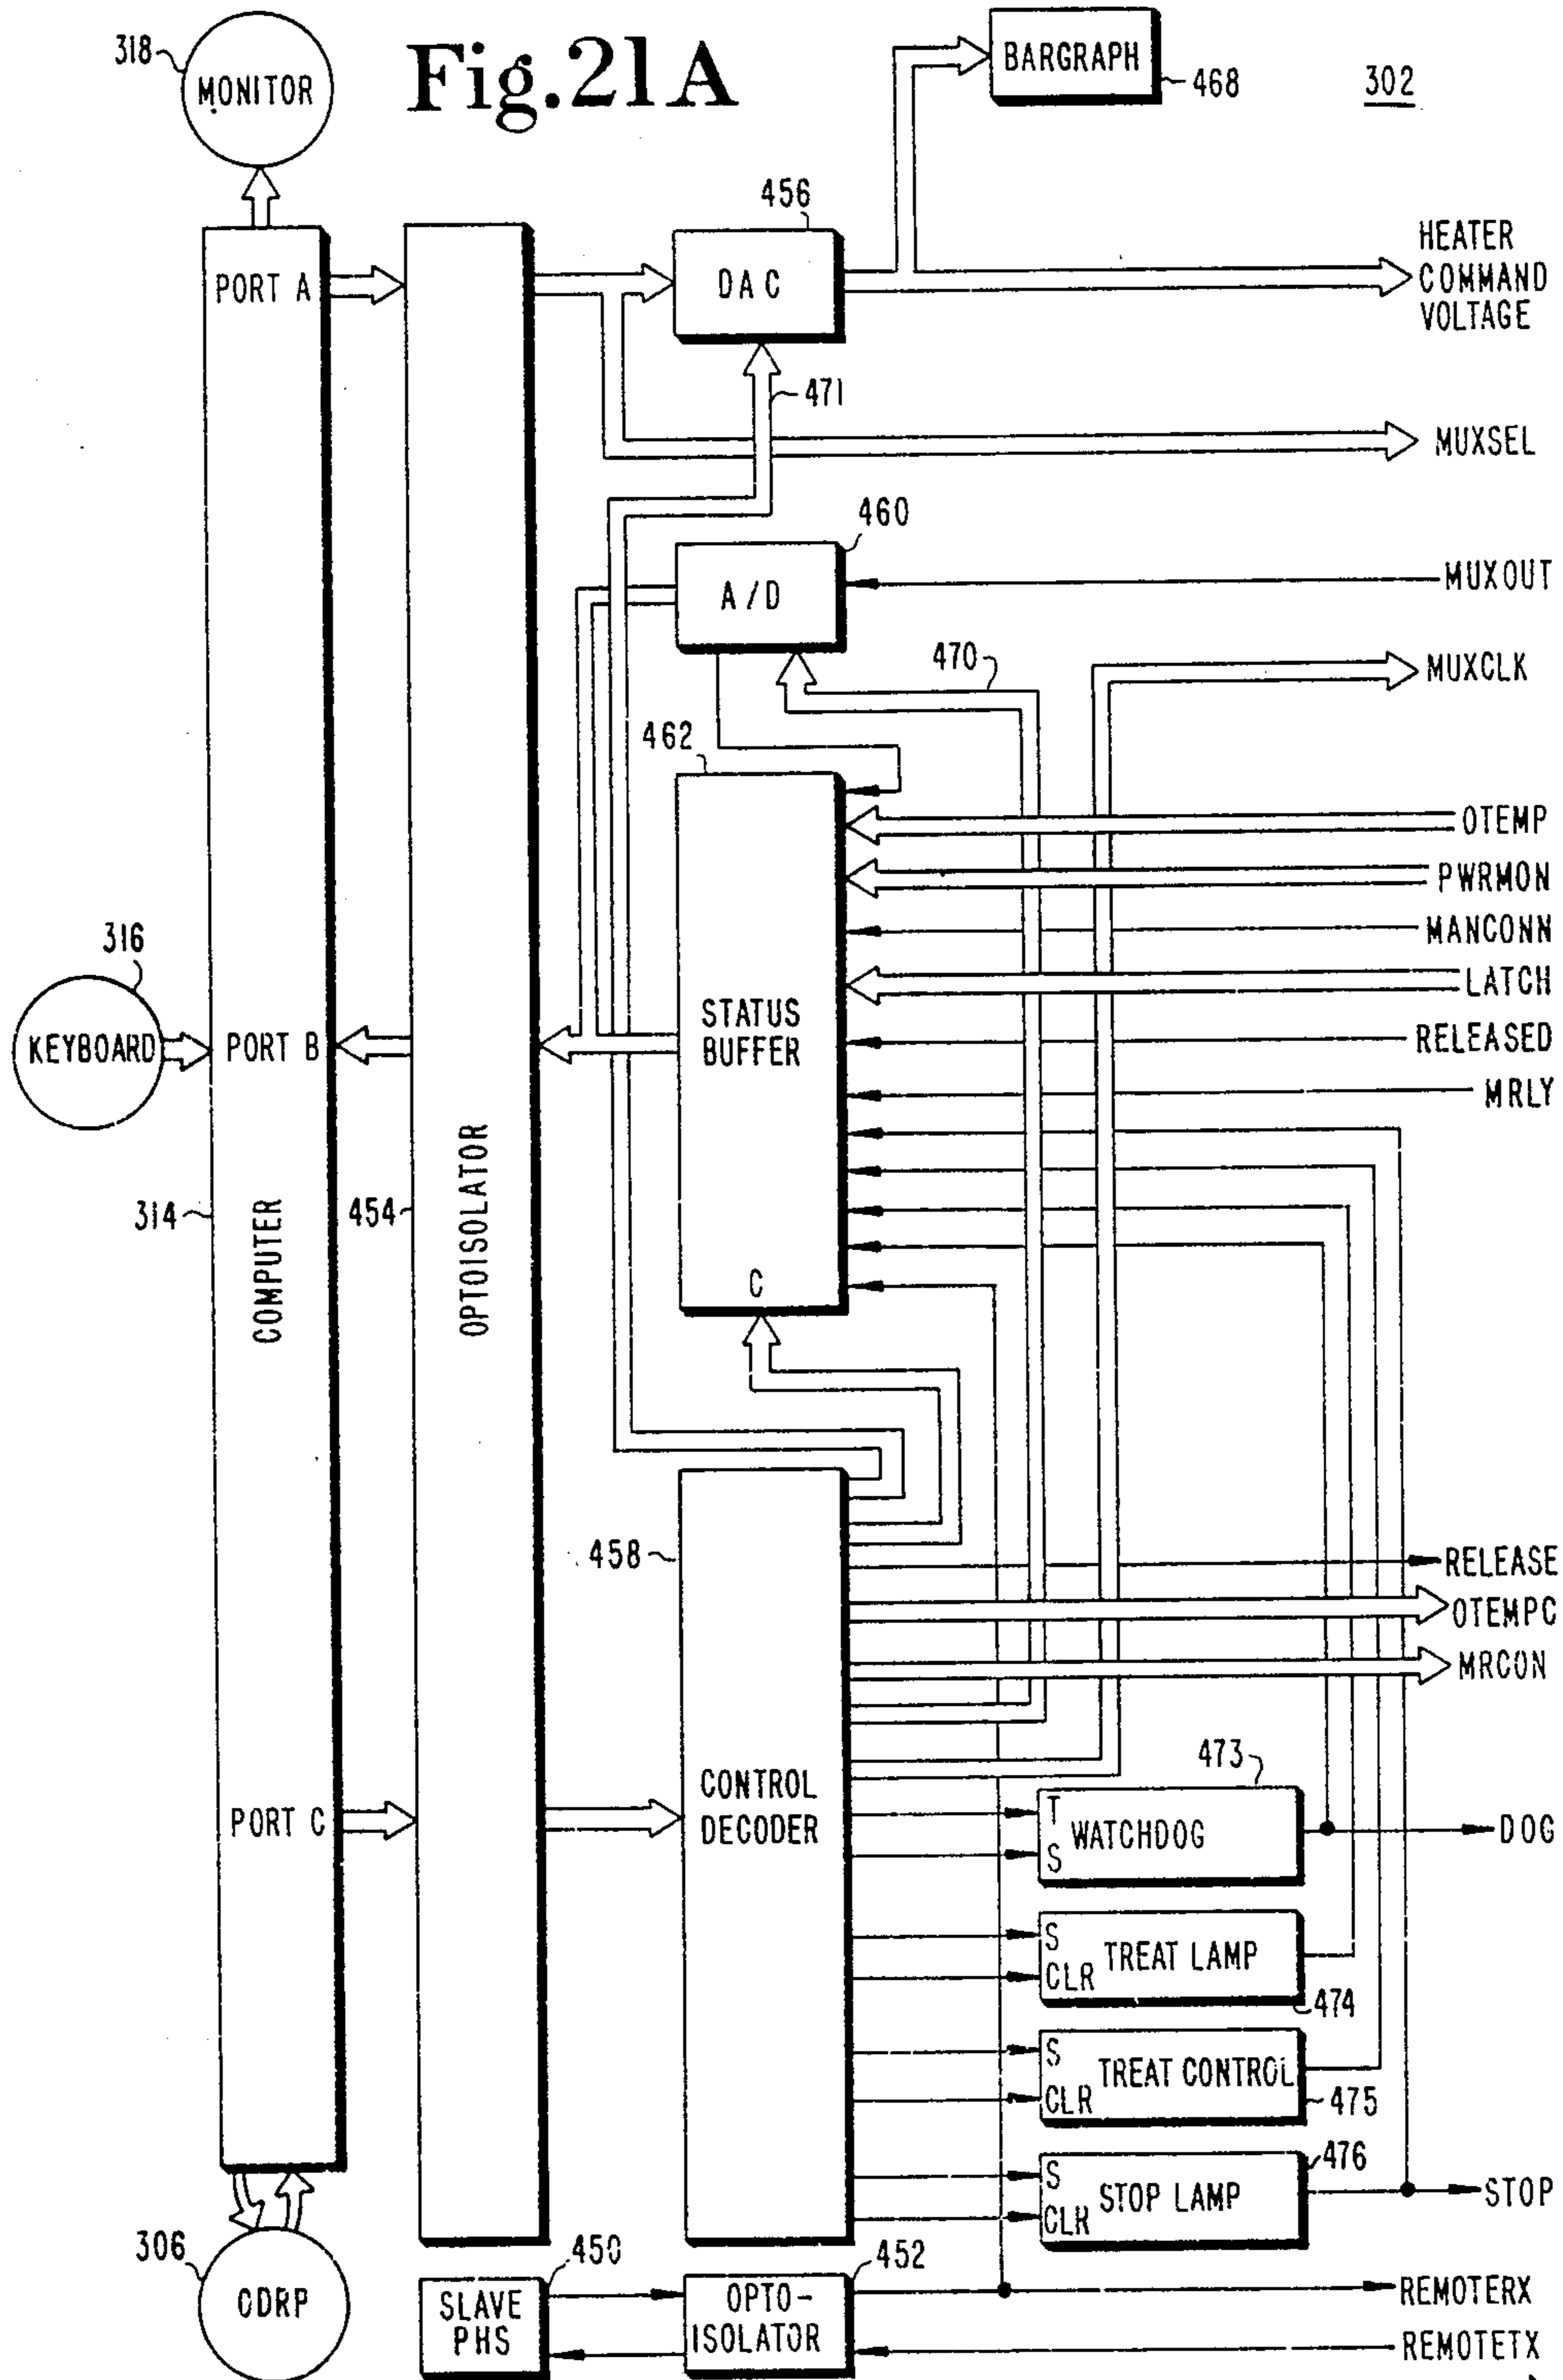 Fig.21A
318
MONITOR
BARGRAPH
468
302
456
PORT A
DAC
HEATER
COMMAND
VOLTAGE
471
MUXSEL
460
A/D
MUXOUT
470
MUXCLK
462
OTEMP
PWRMON
MANCONN
LATCH
RELEASED
MRLY
316
KEYBOARD
PORT B
STATUS
BUFFER
314
COMPUTER
454
OPTOISOLATOR
C
458
RELEASE
OTEMPC
MRCON
CONTROL
DECODER
PORT C
473
T
WATCHDOG
S
DOG
S
TREAT LAMP
CLR
474
S
TREAT CONTROL
CLR
475
476
S
STOP LAMP
CLR
STOP
306
CDRP
450
SLAVE
PHS
452
OPTO-
ISOLATOR
REMOTERX
REMOTETX